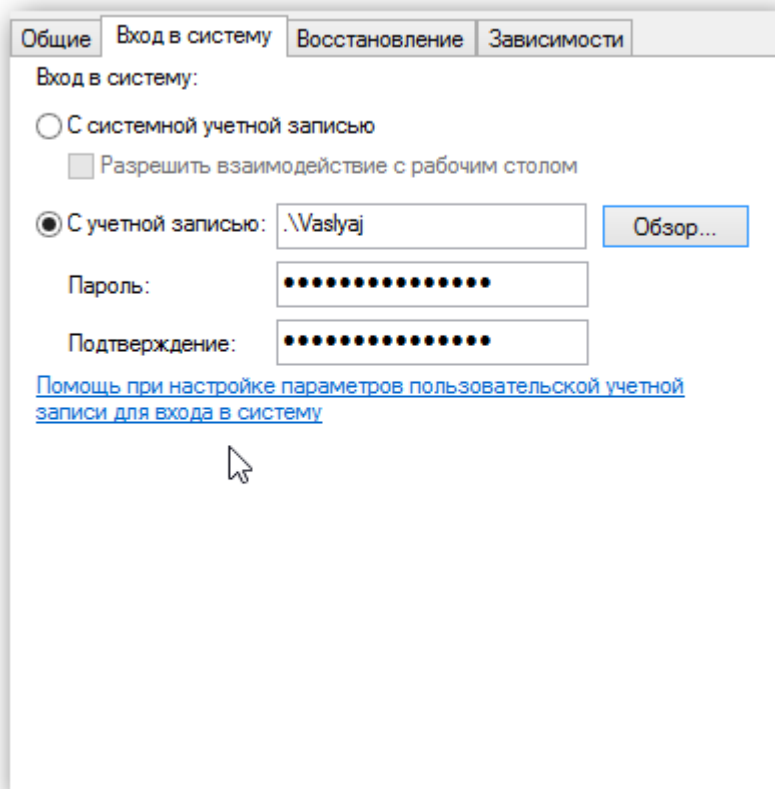 Общие Вход в систему Восстановление Зависимости
Вход в систему:
С системной учетной записью
Разрешить взаимодействие с рабочим столом
С учетной записью: .\Vaslyaj Обзор...
Пароль: ●●●●●●●●●●●●●●●
Подтверждение: ●●●●●●●●●●●●●●●
Помощь при настройке параметров пользовательской учетной
записи для входа в систему